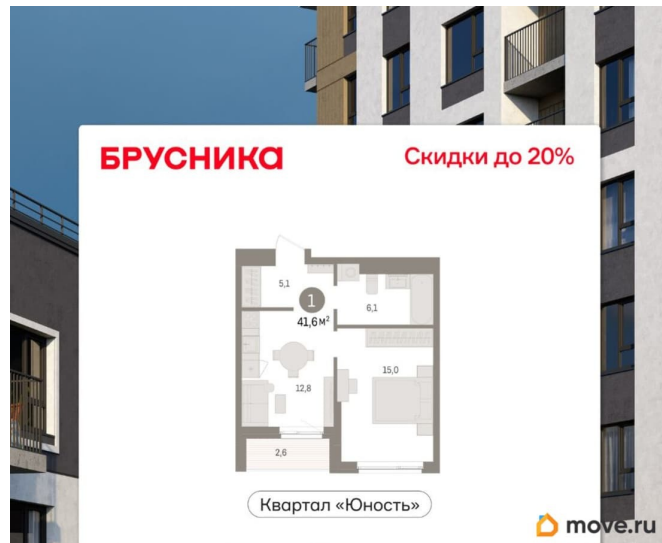 БРУСНИКА
Скидки до 20%
5,1
1
6,1
41,6 м²
15,0
12,8
2,6
Квартал «Юность»
move.ru